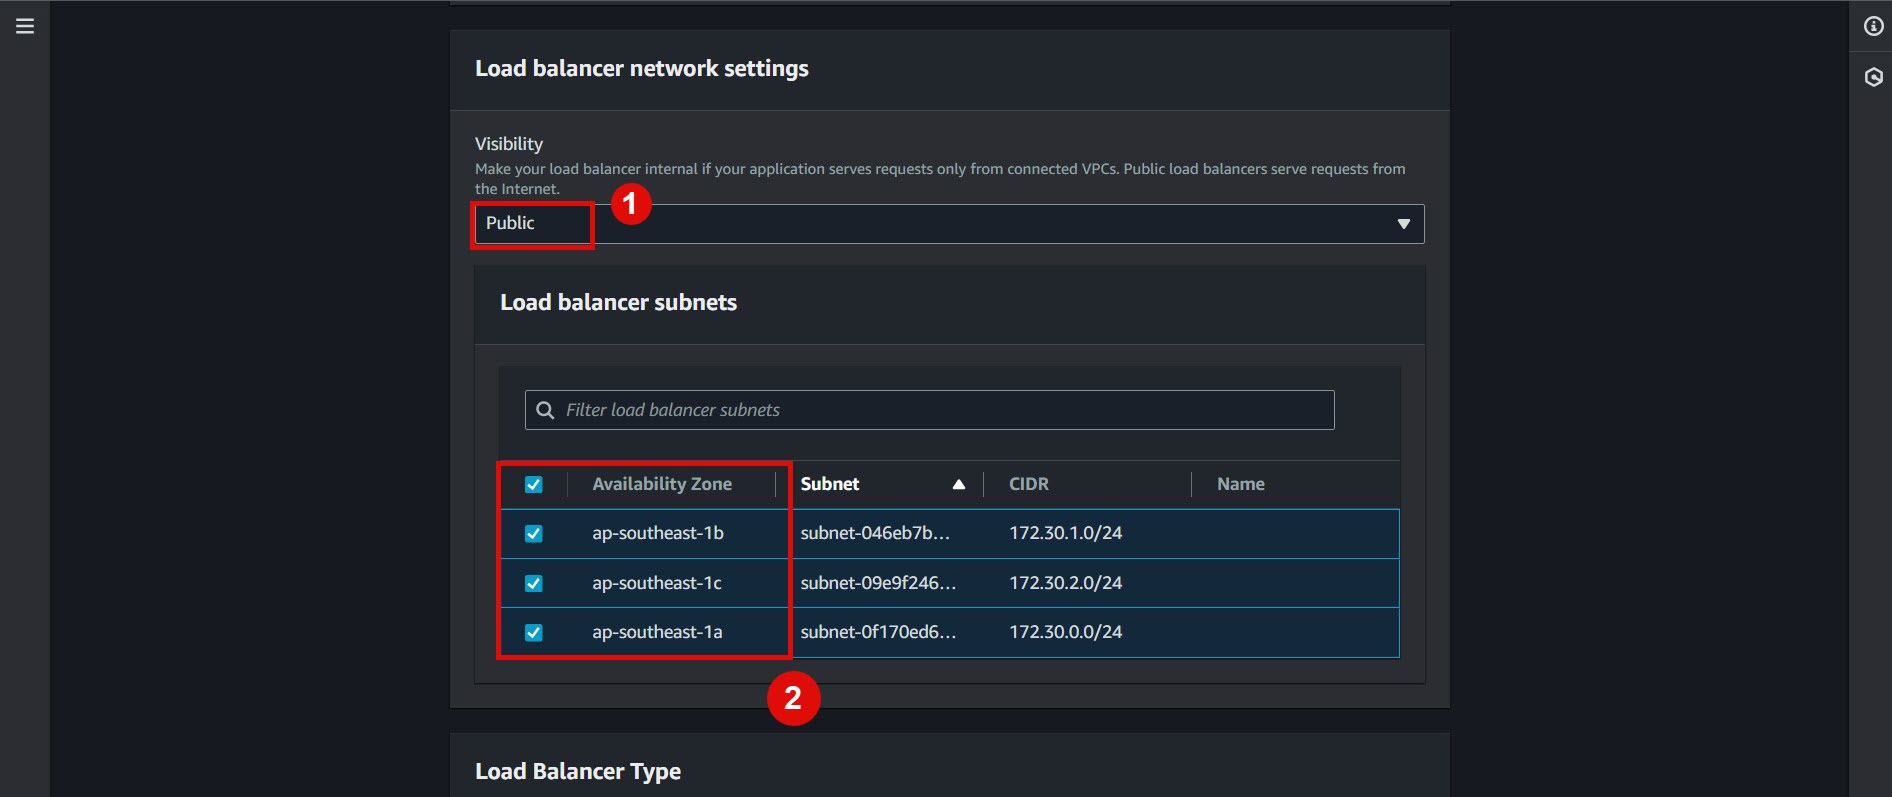 Load balancer network settings
Visibility
Make your load balancer internal if your application serves requests only from connected VPCs. Public load balancers serve requests from
the Internet.
1
Public
Load balancer subnets
Filter load balancer subnets
Availability Zone Subnet CIDR Name
ap-southeast-1b subnet-046eb7b... 172.30.1.0/24
ap-southeast-1c subnet-09e9f246... 172.30.2.0/24
ap-southeast-1a subnet-0f170ed6... 172.30.0.0/24
2
Load Balancer Type